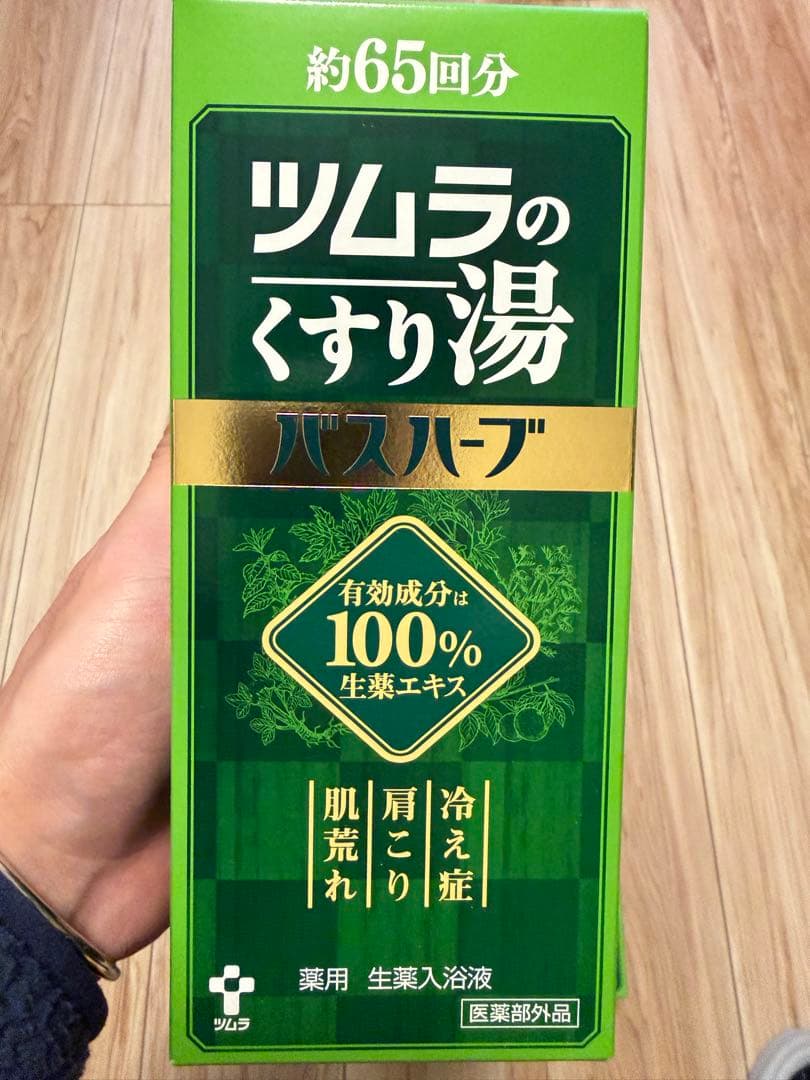 約65回分
ツムラの
くすり湯
バスハーブ
有効成分は
100%
生薬エキス
冷え症
肩こり
肌荒れ
ツムラ
薬用 生薬入浴液
医薬部外品